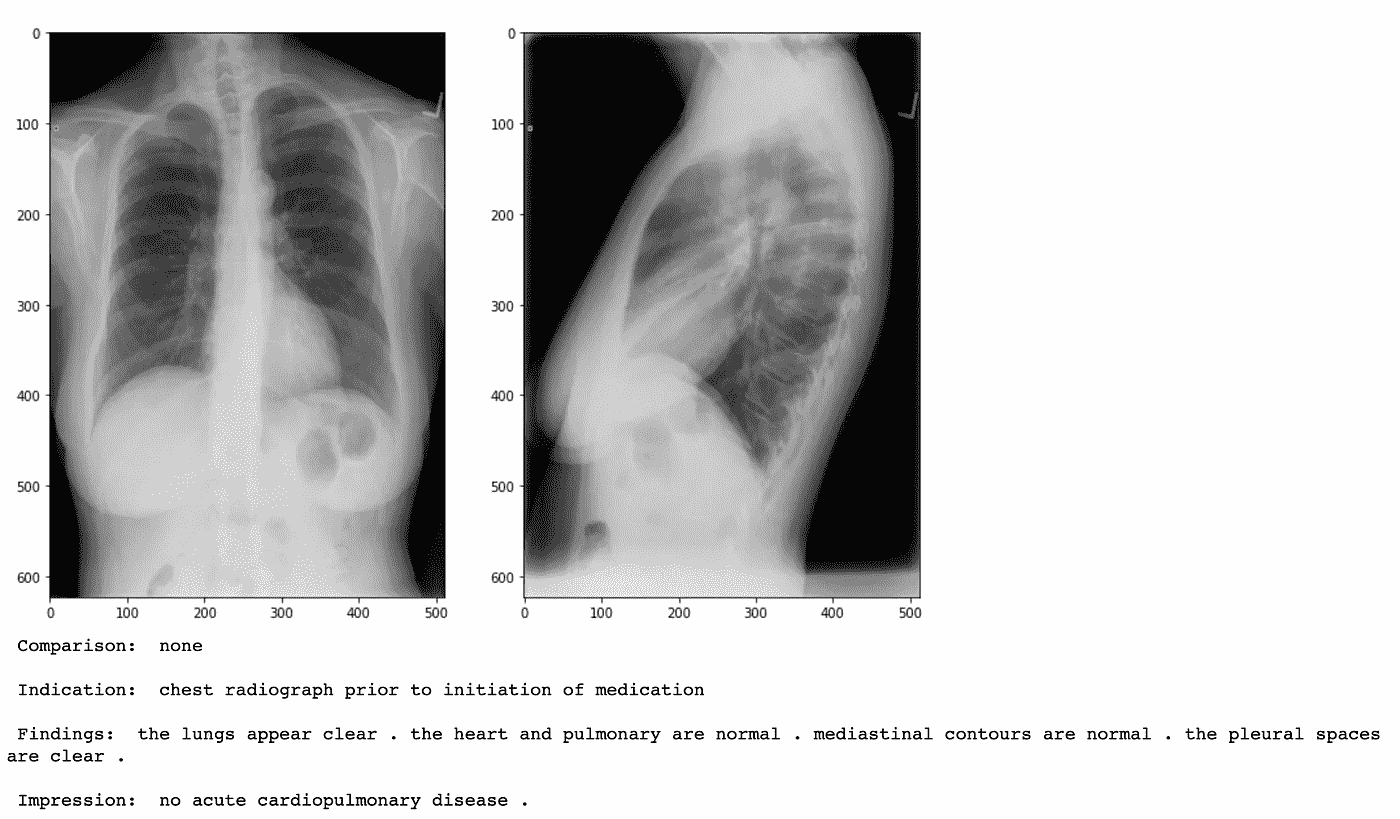 0
100
200
300
400
500
600
0 100 200 300 400 500
0
100
200
300
400
500
600
0 100 200 300 400 500
Comparison: none
Indication: chest radiograph prior to initiation of medication
Findings: the lungs appear clear . the heart and pulmonary are normal . mediastinal contours are normal . the pleural spaces
are clear .
Impression: no acute cardiopulmonary disease .